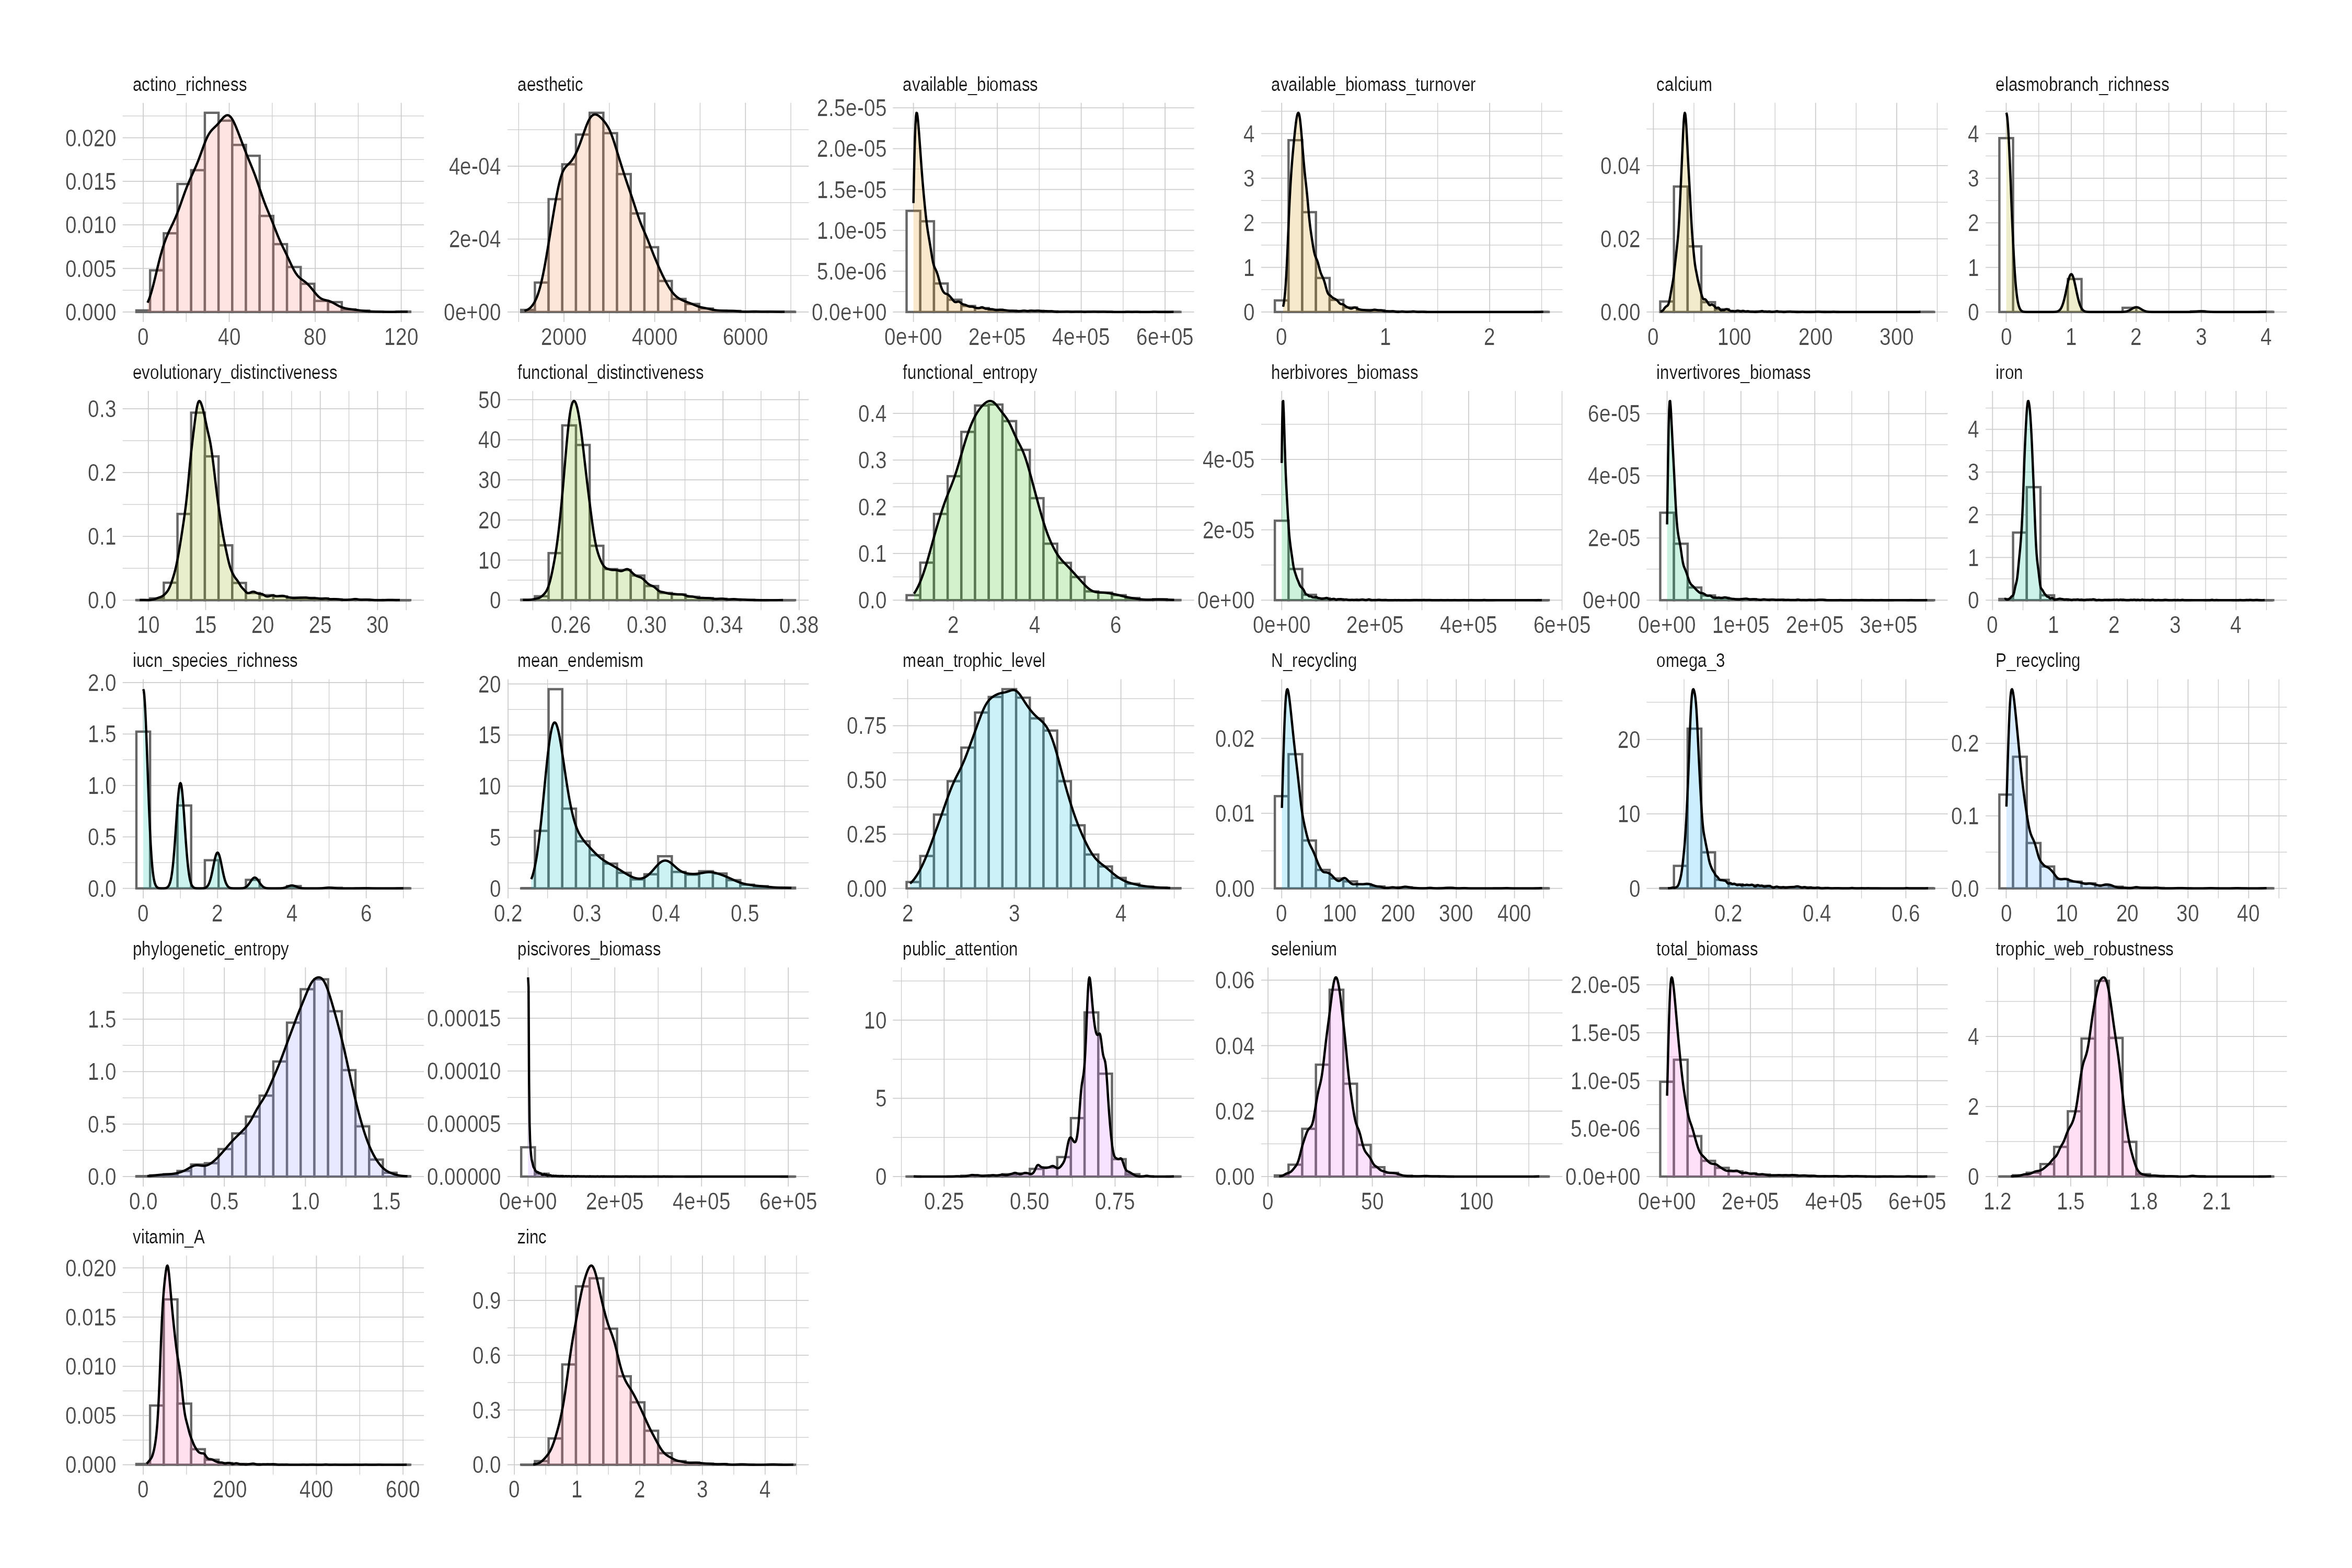 actino_richness
0.020
0.015
0.010
0.005
0.000
0 40 80 120
aesthetic
4e-04
2e-04
0e+00
2000 4000 6000
available_biomass
2.5e-05
2.0e-05
1.5e-05
1.0e-05
5.0e-06
0.0e+00
0e+00 2e+05 4e+05 6e+05
available_biomass_turnover
4
3
2
1
0
0 1 2
calcium
0.04
0.02
0.00
0 100 200 300
elasmobranch_richness
4
3
2
1
0
0 1 2 3 4
evolutionary_distinctiveness
0.3
0.2
0.1
0.0
10 15 20 25 30
functional_distinctiveness
50
40
30
20
10
0
0.26 0.30 0.34 0.38
functional_entropy
0.4
0.3
0.2
0.1
0.0
2 4 6
herbivores_biomass
4e-05
2e-05
0e+00
0e+00 2e+05 4e+05 6e+05
invertivores_biomass
6e-05
4e-05
2e-05
0e+00
0e+00 1e+05 2e+05 3e+05
iron
4
3
2
1
0
0 1 2 3 4
iucn_species_richness
2.0
1.5
1.0
0.5
0.0
0 2 4 6
mean_endemism
20
15
10
5
0
0.2 0.3 0.4 0.5
mean_trophic_level
0.75
0.50
0.25
0.00
2 3 4
N_recycling
0.02
0.01
0.00
0 100 200 300 400
omega_3
20
10
0
0.2 0.4 0.6
P_recycling
0.2
0.1
0.0
0 10 20 30 40
phylogenetic_entropy
1.5
1.0
0.5
0.0
0.0 0.5 1.0 1.5
piscivores_biomass
0.00015
0.00010
0.00005
0.00000
0e+00 2e+05 4e+05 6e+05
public_attention
10
5
0
0.25 0.50 0.75
selenium
0.06
0.04
0.02
0.00
0 50 100
total_biomass
2.0e-05
1.5e-05
1.0e-05
5.0e-06
0.0e+00
0e+00 2e+05 4e+05 6e+05
trophic_web_robustness
4
2
0
1.2 1.5 1.8 2.1
vitamin_A
0.020
0.015
0.010
0.005
0.000
0 200 400 600
zinc
0.9
0.6
0.3
0.0
0 1 2 3 4